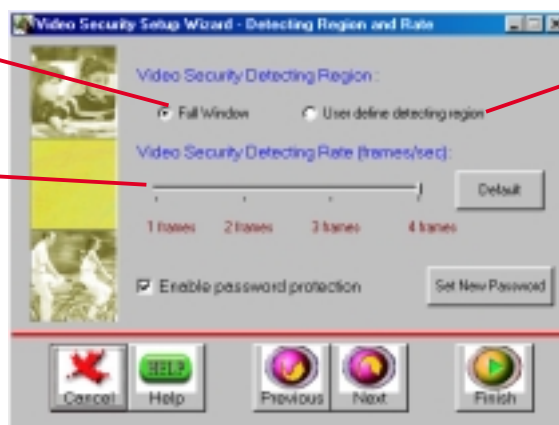 Video Security Setup Wizard - Detecting Region and Rate
Video Security Detecting Region :
Full Window
User define detecting region
Video Security Detecting Rate (frames/sec):
Default
1 frames 2 frames 3 frames 4 frames
Enable password protection
Set New Password
Cancel
HELP
Help
Previous
Next
Finish